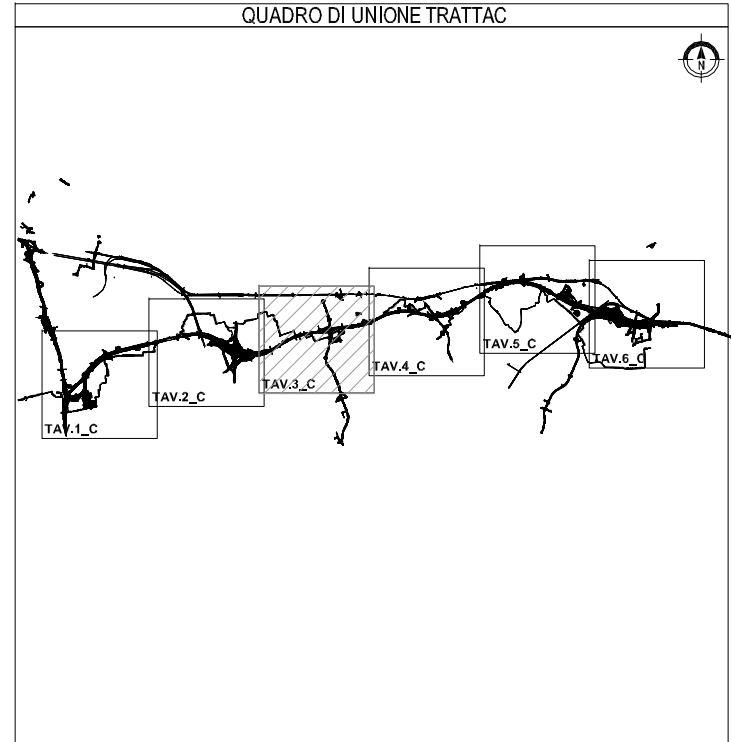 QUADRO DI UNIONE TRATTAC
N
TAV.1_C
TAV.2_C
TAV.3_C
TAV.4_C
TAV.5_C
TAV.6_C